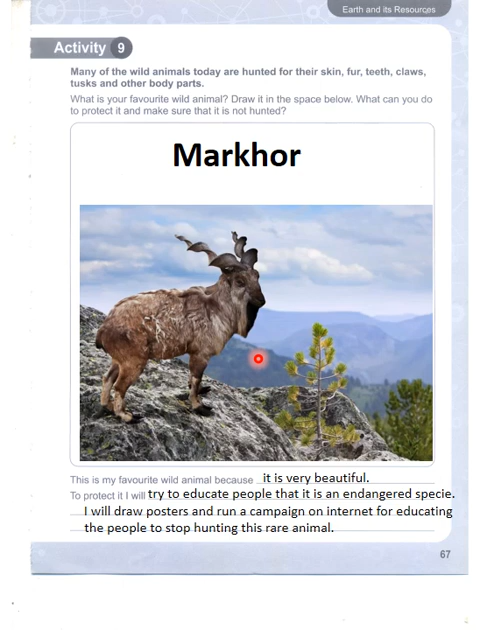 Earth and its Resources
Activity 9
Many of the wild animals today are hunted for their skin, fur, teeth, claws,
tusks and other body parts.
What is your favourite wild animal? Draw it in the space below. What can you do
to protect it and make sure that it is not hunted?
Markhor
This is my favourite wild animal because it is very beautiful.
To protect it I will try to educate people that it is an endangered specie.
I will draw posters and run a campaign on internet for educating
the people to stop hunting this rare animal.
67